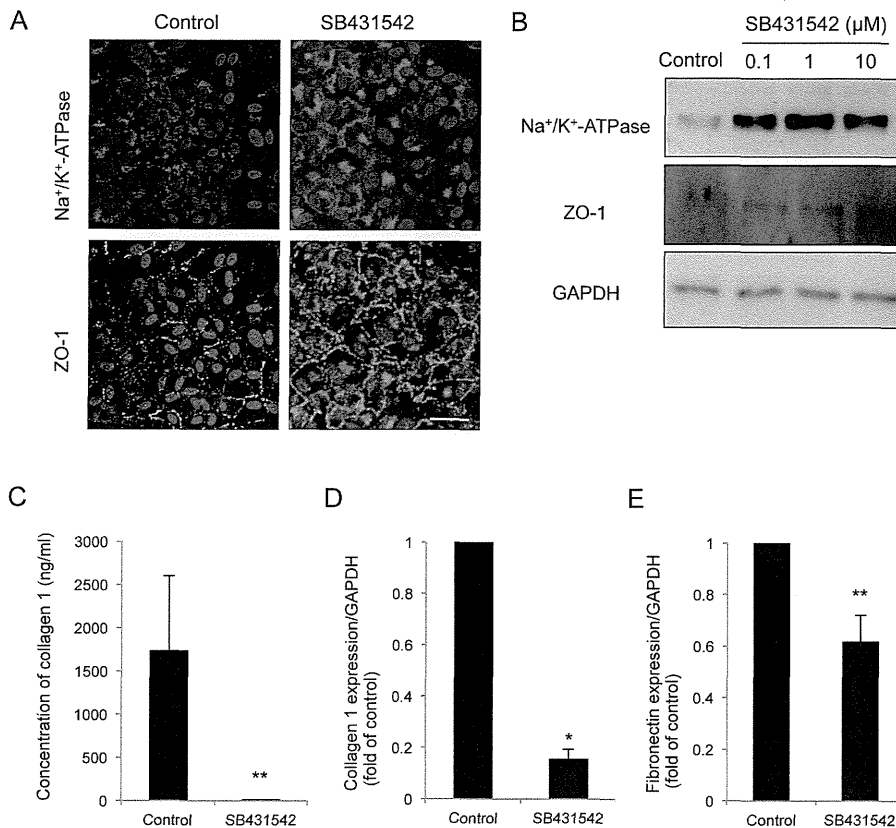 A
Control
SB431542
Na⁺/K⁺-ATPase
ZO-1
B
SB431542 (μM)
Control
0.1
1
10
Na⁺/K⁺-ATPase
ZO-1
GAPDH
C
Concentration of collagen 1 (ng/ml)
3000
2500
2000
1500
1000
500
0
**
Control
SB431542
D
Collagen 1 expression/GAPDH
(fold of control)
1
0.8
0.6
0.4
0.2
0
*
Control
SB431542
E
Fibronectin expression/GAPDH
(fold of control)
1
0.8
0.6
0.4
0.2
0
**
Control
SB431542